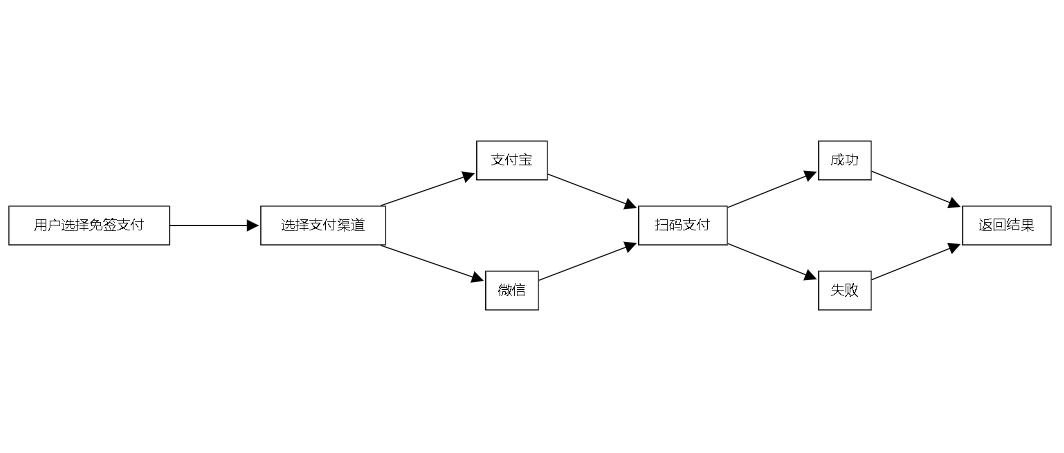 用户选择免签支付
选择支付渠道
支付宝
微信
扫码支付
成功
失败
返回结果